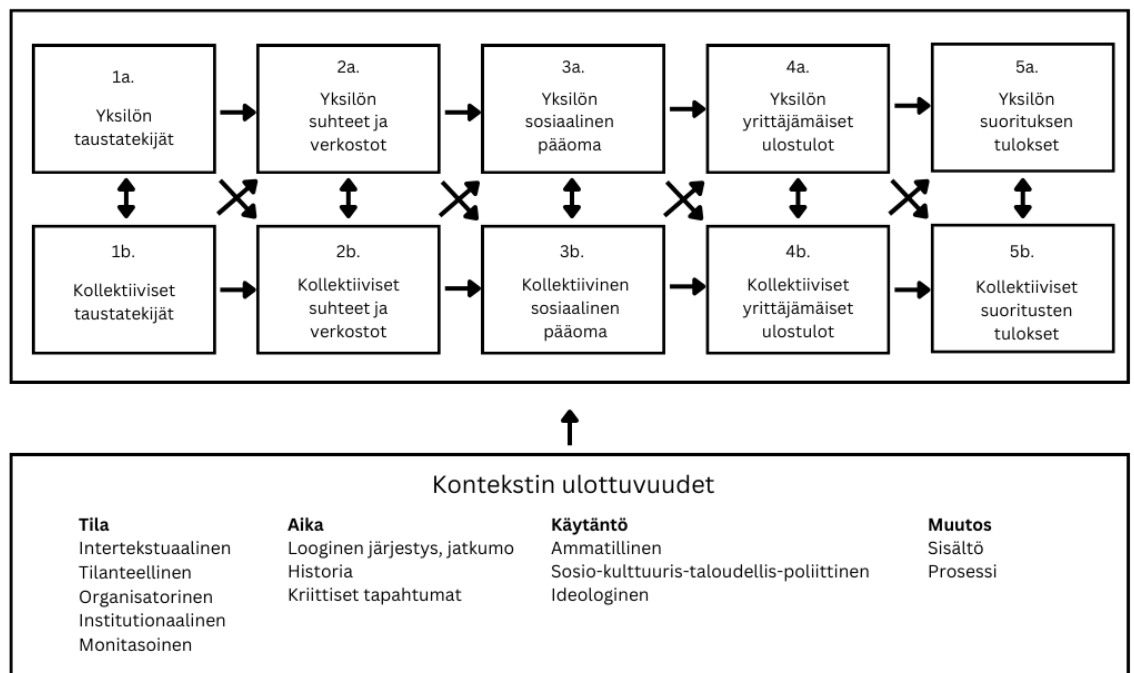 1a.
Yksilön
taustatekijät
2a.
Yksilön
suhteet ja
verkostot
3a.
Yksilön
sosiaalinen
pääoma
4a.
Yksilön
yrittäjämäiset
ulostulot
5a.
Yksilön
suorituksen
tulokset
1b.
Kollektiiviset
taustatekijät
2b.
Kollektiiviset
suhteet ja
verkostot
3b.
Kollektiivinen
sosiaalinen
pääoma
4b.
Kollektiiviset
yrittäjämäiset
ulostulot
5b.
Kollektiiviset
suoritusten
tulokset
Kontekstin ulottuvuudet
Tila
Intertekstuaalinen
Tilanteellinen
Organisatorinen
Institutionaalinen
Monitasoinen
Aika
Looginen järjestys, jatkumo
Historia
Kriittiset tapahtumat
Käytäntö
Ammatillinen
Sosio-kulttuuris-taloudellis-poliittinen
Ideologinen
Muutos
Sisältö
Prosessi